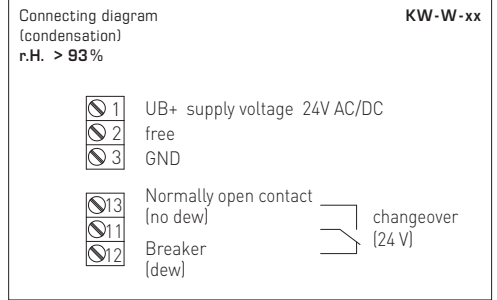 Connecting diagram KW-W-xx
(condensation)
r.H. > 93%
1 UB+ supply voltage 24V AC/DC
2 free
3 GND
13 Normally open contact
(no dew)
11
12 Breaker
(dew)
changeover
(24 V)